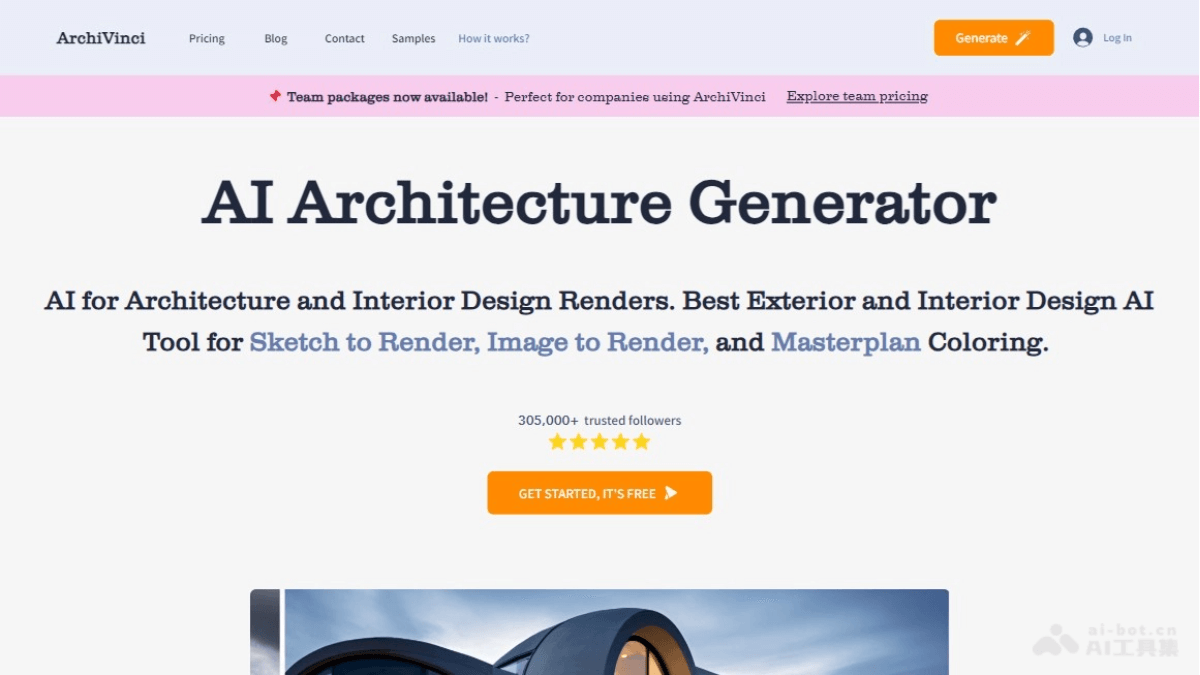 ArchiVinci Pricing Blog Contact Samples How it works? Generate Log In
Team packages now available! - Perfect for companies using ArchiVinci Explore team pricing
AI Architecture Generator
AI for Architecture and Interior Design Renders. Best Exterior and Interior Design AI
Tool for Sketch to Render, Image to Render, and Masterplan Coloring.
305,000+ trusted followers
GET STARTED, IT'S FREE
ai-bot.cn
AI工具集